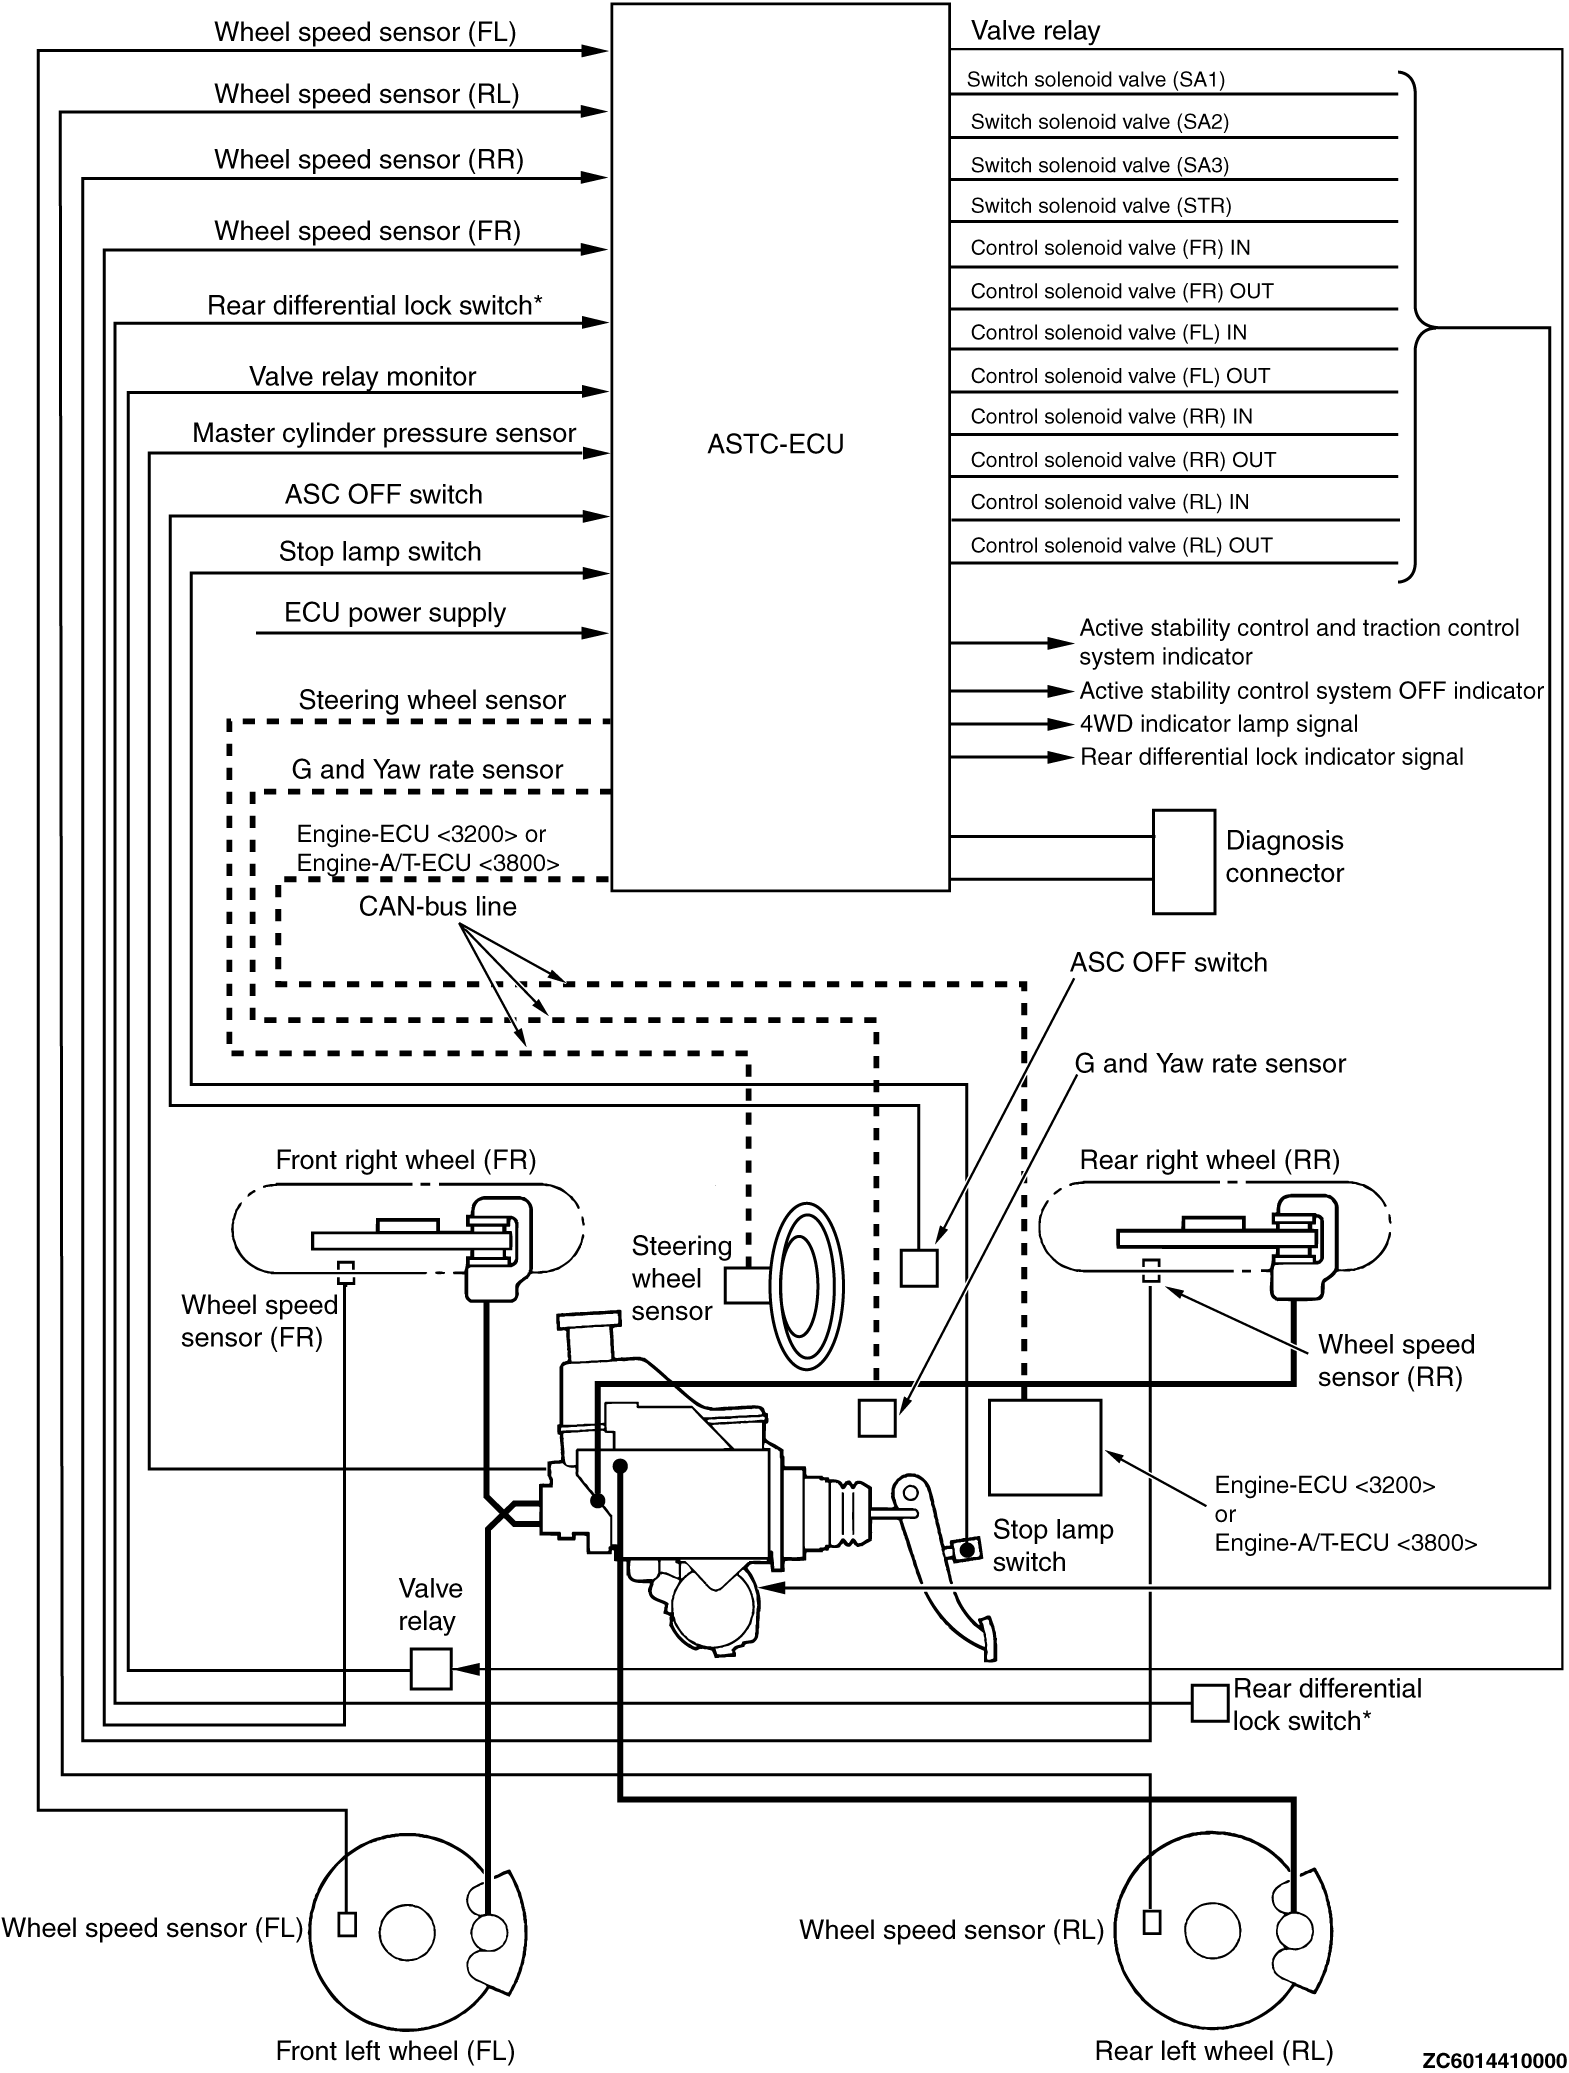 Wheel speed sensor (FL)
Wheel speed sensor (RL)
Wheel speed sensor (RR)
Wheel speed sensor (FR)
Rear differential lock switch*
Valve relay monitor
Master cylinder pressure sensor
ASC OFF switch
Stop lamp switch
ECU power supply
Steering wheel sensor
G and Yaw rate sensor
Engine-ECU <3200> or
Engine-A/T-ECU <3800>
CAN-bus line
ASTC-ECU
Valve relay
Switch solenoid valve (SA1)
Switch solenoid valve (SA2)
Switch solenoid valve (SA3)
Switch solenoid valve (STR)
Control solenoid valve (FR) IN
Control solenoid valve (FR) OUT
Control solenoid valve (FL) IN
Control solenoid valve (FL) OUT
Control solenoid valve (RR) IN
Control solenoid valve (RR) OUT
Control solenoid valve (RL) IN
Control solenoid valve (RL) OUT
Active stability control and traction control
system indicator
Active stability control system OFF indicator
4WD indicator lamp signal
Rear differential lock indicator signal
Diagnosis
connector
ASC OFF switch
G and Yaw rate sensor
Front right wheel (FR)
Rear right wheel (RR)
Steering
wheel
sensor
Wheel speed
sensor (FR)
Wheel speed
sensor (RR)
Engine-ECU <3200>
or
Engine-A/T-ECU <3800>
Stop lamp
switch
Valve
relay
Rear differential
lock switch*
Wheel speed sensor (FL)
Wheel speed sensor (RL)
Front left wheel (FL)
Rear left wheel (RL)
ZC6014410000